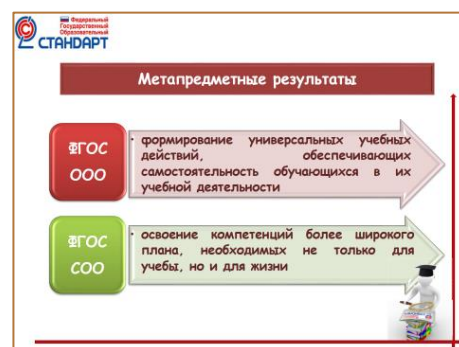 Федеральный
Государственный
Образовательный
СТАНДАРТ
Метапредметные результаты
ФГОС
ООО
• формирование универсальных учебных
действий, обеспечивающих
самостоятельность обучающихся в их
учебной деятельности
ФГОС
СОО
• освоение компетенций более широкого
плана, необходимых не только для
учебы, но и для жизни